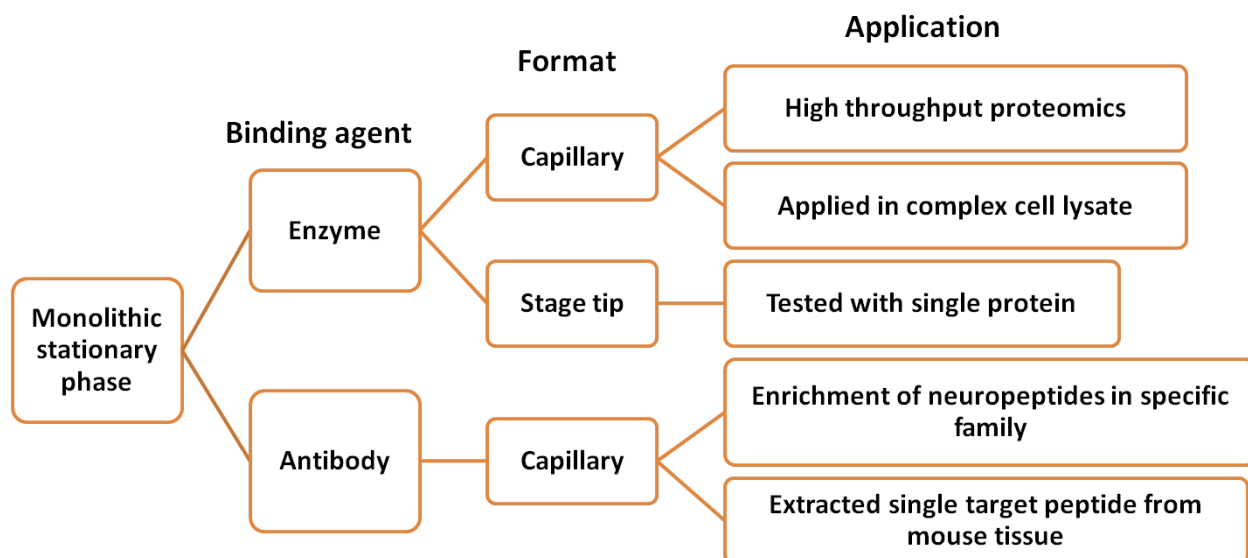 Application
Format
High throughput proteomics
Binding agent
Capillary
Applied in complex cell lysate
Enzyme
Stage tip
Tested with single protein
Monolithic
stationary
phase
Enrichment of neuropeptides in specific
family
Antibody
Capillary
Extracted single target peptide from
mouse tissue